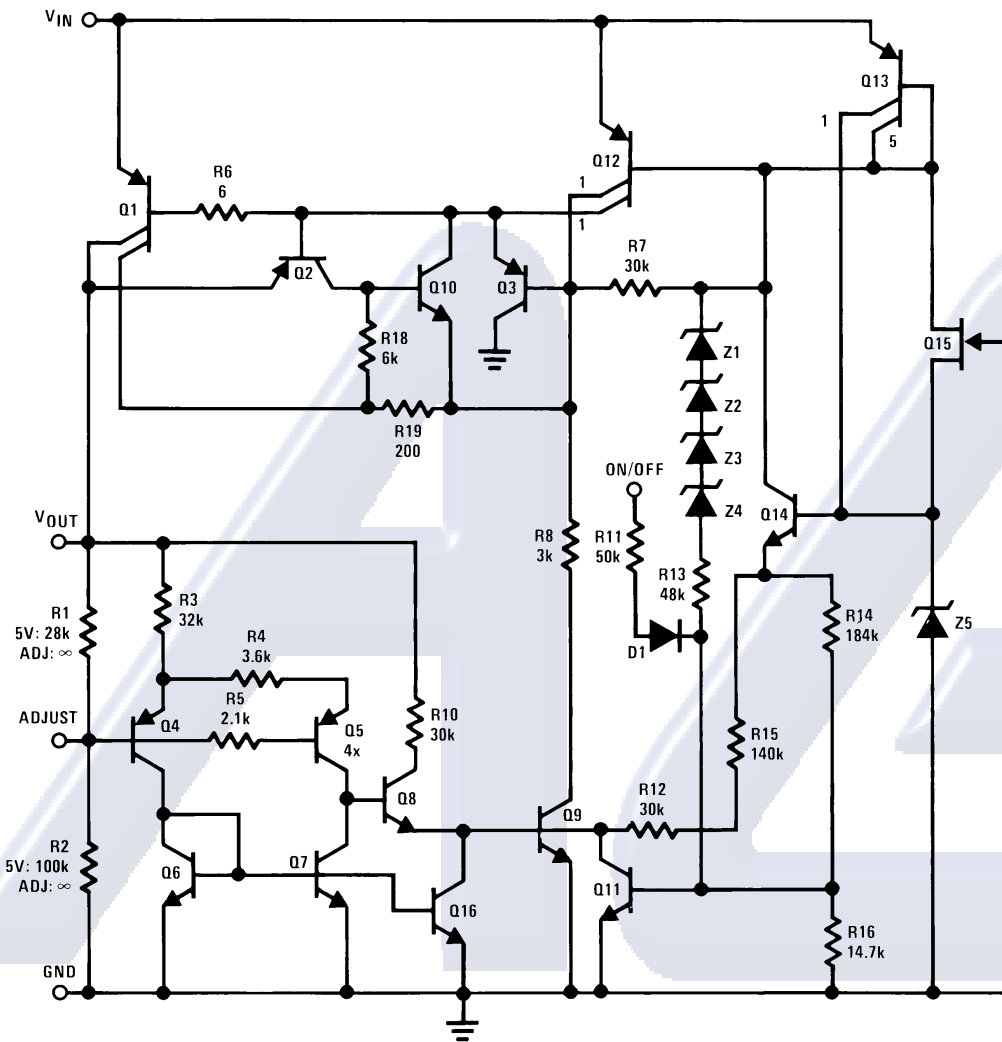 VIN
Q13
1
5
Q12
1
1
R6
6
Q1
Q2
Q10
Q3
R7
30k
R18
6k
R19
200
Z1
Z2
Z3
Z4
Q15
ON/OFF
Q14
VOUT
R8
3k
R11
50k
R13
48k
D1
R1
5V: 28k
ADJ: ∞
R3
32k
R4
3.6k
R5
2.1k
R14
184k
Z5
ADJUST
Q4
Q5
4x
R10
30k
R15
140k
Q8
R12
30k
Q9
R2
5V: 100k
ADJ: ∞
Q6
Q7
Q16
Q11
R16
14.7k
GND